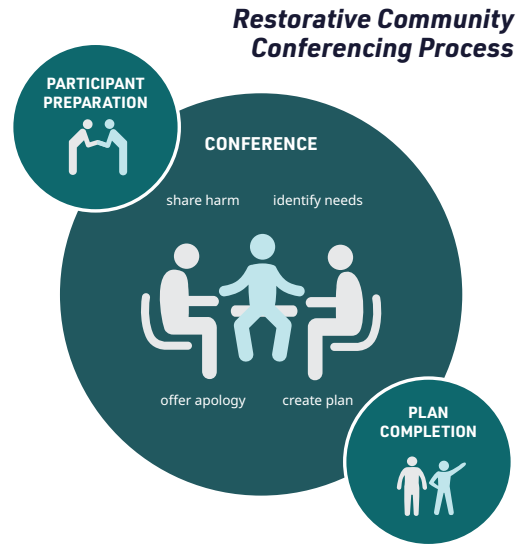 Restorative Community
Conferencing Process
PARTICIPANT
PREPARATION
CONFERENCE
share harm
identify needs
offer apology
create plan
PLAN
COMPLETION